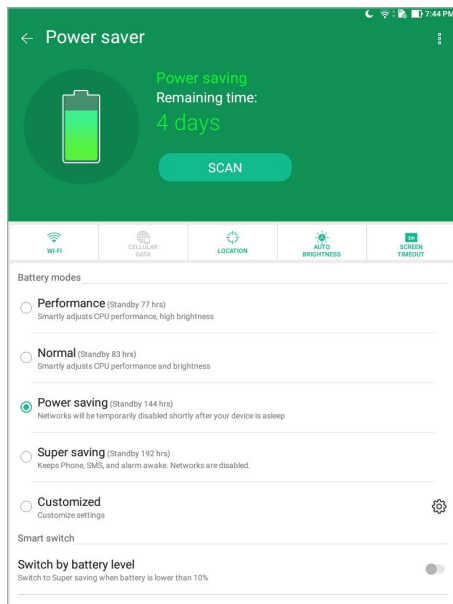 7:44 PM
Power saver
Power saving
Remaining time:
4 days
SCAN
WI-FI
CELLULAR
DATA
LOCATION
AUTO
BRIGHTNESS
1m
SCREEN
TIMEOUT
Battery modes
Performance (Standby 77 hrs)
Smartly adjusts CPU performance, high brightness
Normal (Standby 83 hrs)
Smartly adjusts CPU performance and brightness
Power saving (Standby 144 hrs)
Networks will be temporarily disabled shortly after your device is asleep
Super saving (Standby 192 hrs)
Keeps Phone, SMS, and alarm awake. Networks are disabled.
Customized
Customize settings
Smart switch
Switch by battery level
Switch to Super saving when battery is lower than 10%